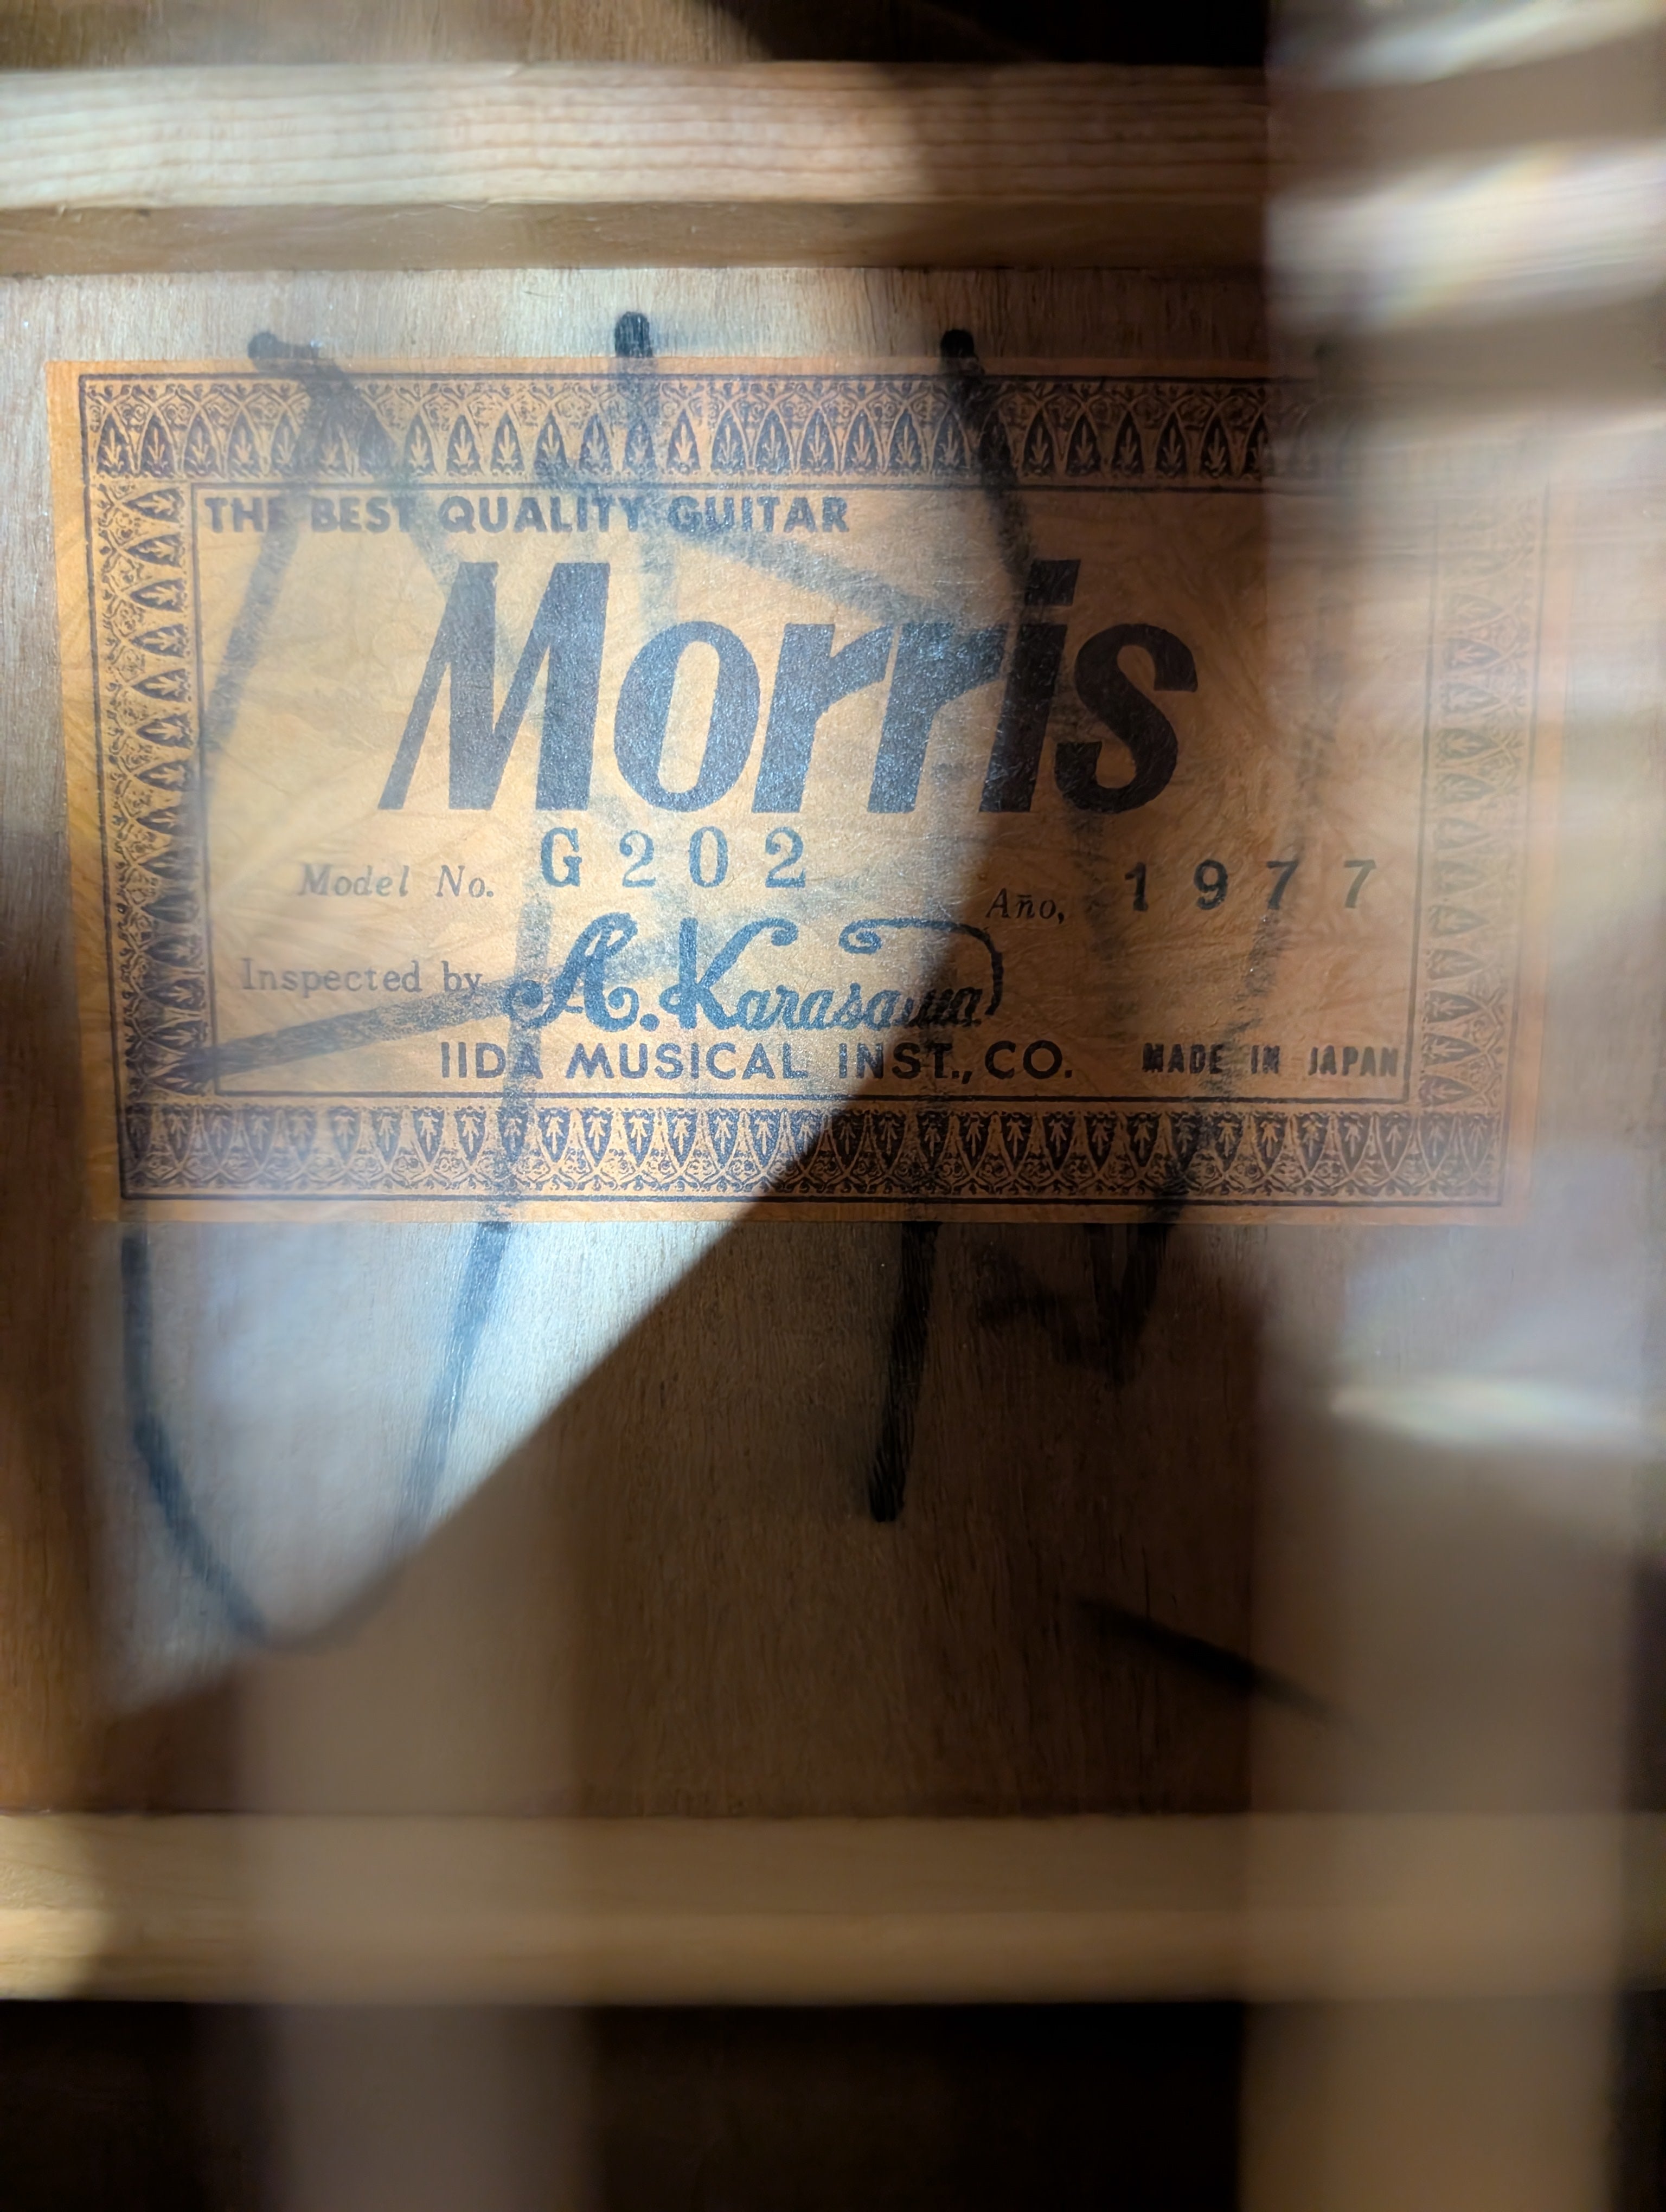 THE BEST QUALITY GUITAR
Morris
Model No. G202 Año, 1977
Inspected by A. Karasawa
IIDA MUSICAL INST., CO. MADE IN JAPAN